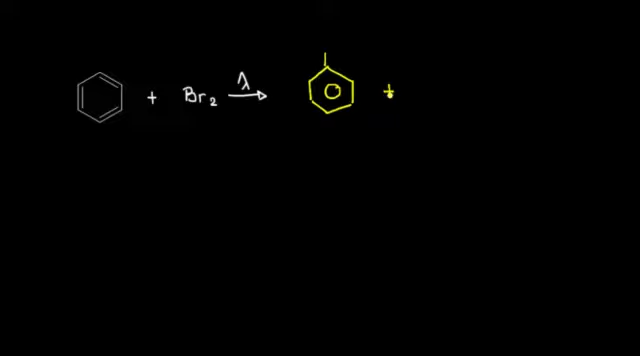 + Br₂ λ → +